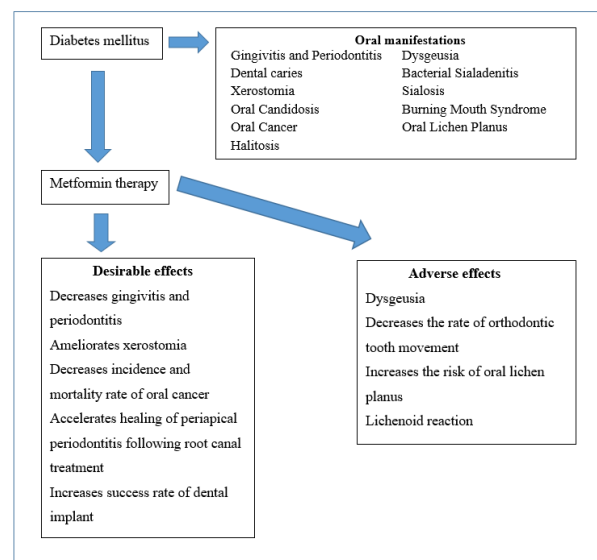 Diabetes mellitus
Oral manifestations
Gingivitis and Periodontitis
Dental caries
Xerostomia
Oral Candidosis
Oral Cancer
Halitosis
Dysgeusia
Bacterial Sialadenitis
Sialosis
Burning Mouth Syndrome
Oral Lichen Planus
Metformin therapy
Desirable effects
Decreases gingivitis and
periodontitis
Ameliorates xerostomia
Decreases incidence and
mortality rate of oral cancer
Accelerates healing of periapical
periodontitis following root canal
treatment
Increases success rate of dental
implant
Adverse effects
Dysgeusia
Decreases the rate of orthodontic
tooth movement
Increases the risk of oral lichen
planus
Lichenoid reaction